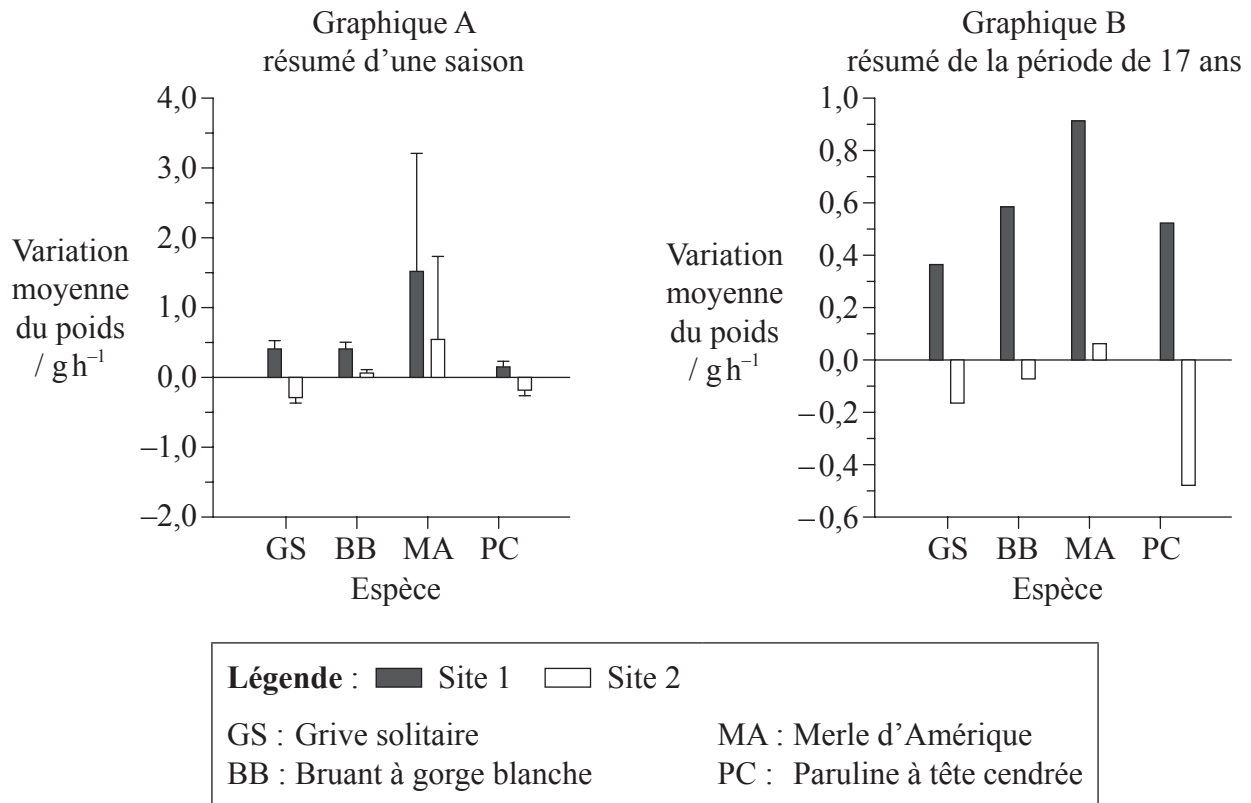 Graphique A
résumé d’une saison
4,0
3,0
2,0
1,0
0,0
–1,0
–2,0
Variation
moyenne
du poids
/ g h–1
GS BB MA PC
Espèce
Graphique B
résumé de la période de 17 ans
1,0
0,8
0,6
0,4
0,2
0,0
–0,2
–0,4
–0,6
Variation
moyenne
du poids
/ g h–1
GS BB MA PC
Espèce
Légende : Site 1 Site 2
GS : Grive solitaire MA : Merle d’Amérique
BB : Bruant à gorge blanche PC : Paruline à tête cendrée